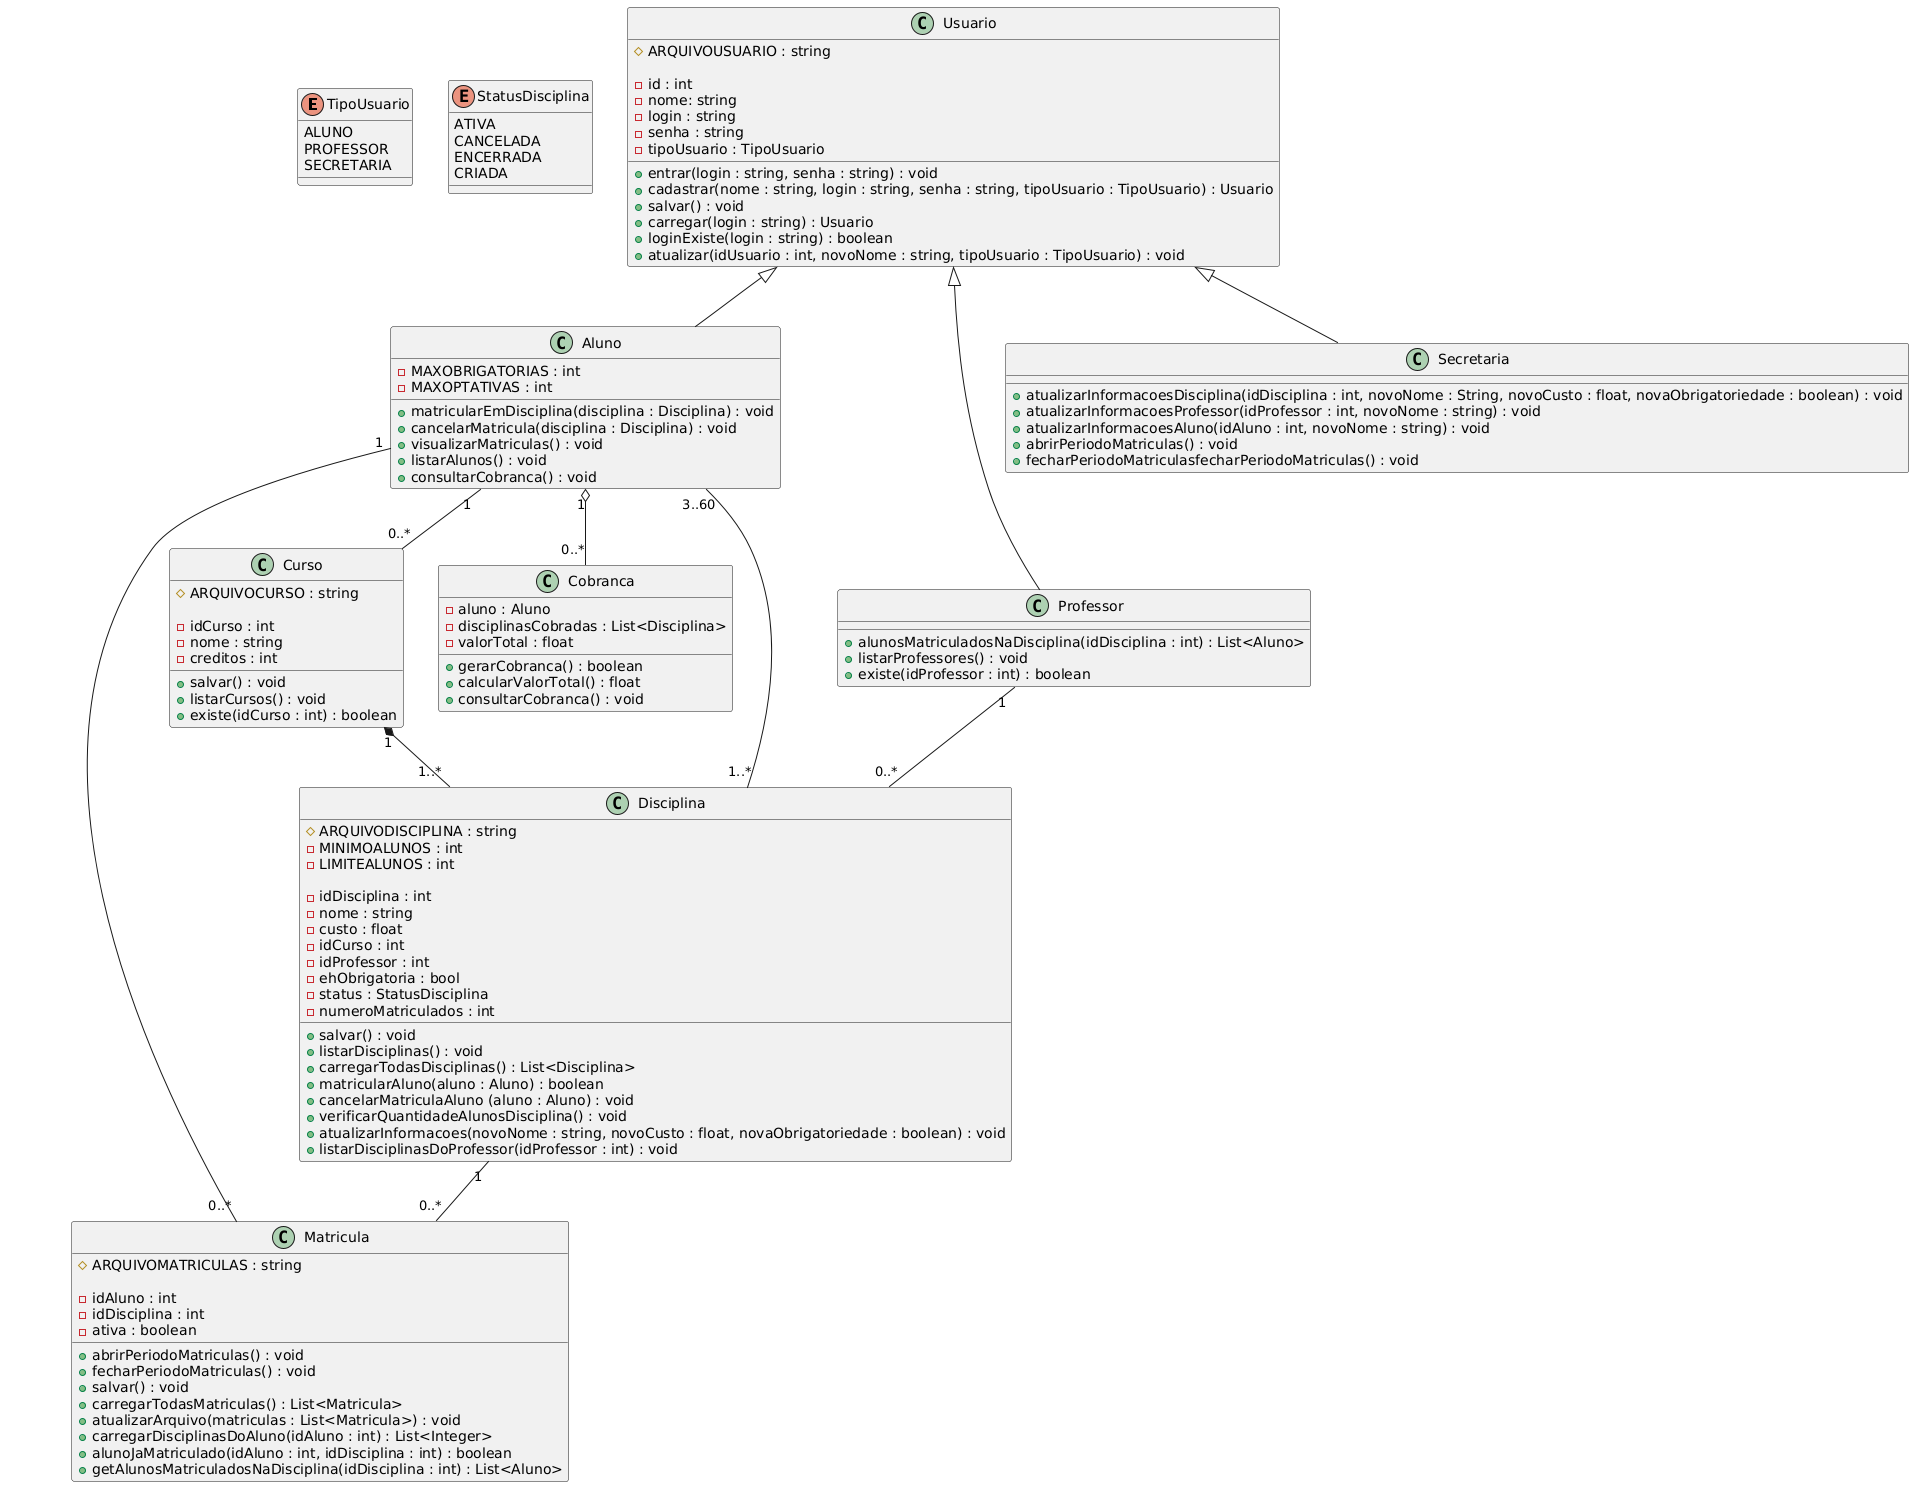 Usuario
ARQUIVOUSUARIO : string
id : int
nome: string
login : string
senha : string
tipoUsuario : TipoUsuario
entrar(login : string, senha : string) : void
cadastrar(nome : string, login : string, senha : string, tipoUsuario : TipoUsuario) : Usuario
salvar() : void
carregar(login : string) : Usuario
loginExiste(login : string) : boolean
atualizar(idUsuario : int, novoNome : string, tipoUsuario : TipoUsuario) : void
E TipoUsuario
ALUNO
PROFESSOR
SECRETARIA
E StatusDisciplina
ATIVA
CANCELADA
ENCERRADA
CRIADA
C Aluno
MAXOBRIGATORIAS : int
MAXOPTATIVAS : int
matricularEmDisciplina(disciplina : Disciplina) : void
cancelarMatricula(disciplina : Disciplina) : void
visualizarMatriculas() : void
listarAlunos() : void
consultarCobranca() : void
C Secretaria
atualizarInformacoesDisciplina(idDisciplina : int, novoNome : String, novoCusto : float, novaObrigatoriedade : boolean) : void
atualizarInformacoesProfessor(idProfessor : int, novoNome : string) : void
atualizarInformacoesAluno(idAluno : int, novoNome : string) : void
abrirPeriodoMatriculas() : void
fecharPeriodoMatriculasfecharPeriodoMatriculas() : void
1
1
1
3..60
0..*
0..*
C Curso
ARQUIVOCURSO : string
idCurso : int
nome : string
creditos : int
salvar() : void
listarCursos() : void
existe(idCurso : int) : boolean
C Cobranca
aluno : Aluno
disciplinasCobradas : List<Disciplina>
valorTotal : float
gerarCobranca() : boolean
calcularValorTotal() : float
consultarCobranca() : void
C Professor
alunosMatriculadosNaDisciplina(idDisciplina : int) : List<Aluno>
listarProfessores() : void
existe(idProfessor : int) : boolean
1
1
1..*
1..*
0..*
C Disciplina
ARQUIVODISCIPLINA : string
MINIMOALUNOS : int
LIMITEALUNOS : int
idDisciplina : int
nome : string
custo : float
idCurso : int
idProfessor : int
ehObrigatoria : bool
status : StatusDisciplina
numeroMatriculados : int
salvar() : void
listarDisciplinas() : void
carregarTodasDisciplinas() : List<Disciplina>
matricularAluno(aluno : Aluno) : boolean
cancelarMatriculaAluno (aluno : Aluno) : void
verificarQuantidadeAlunosDisciplina() : void
atualizarInformacoes(novoNome : string, novoCusto : float, novaObrigatoriedade : boolean) : void
listarDisciplinasDoProfessor(idProfessor : int) : void
1
0..*
0..*
C Matricula
ARQUIVOMATRICULAS : string
idAluno : int
idDisciplina : int
ativa : boolean
abrirPeriodoMatriculas() : void
fecharPeriodoMatriculas() : void
salvar() : void
carregarTodasMatriculas() : List<Matricula>
atualizarArquivo(matriculas : List<Matricula>) : void
carregarDisciplinasDoAluno(idAluno : int) : List<Integer>
alunoJaMatriculado(idAluno : int, idDisciplina : int) : boolean
getAlunosMatriculadosNaDisciplina(idDisciplina : int) : List<Aluno>